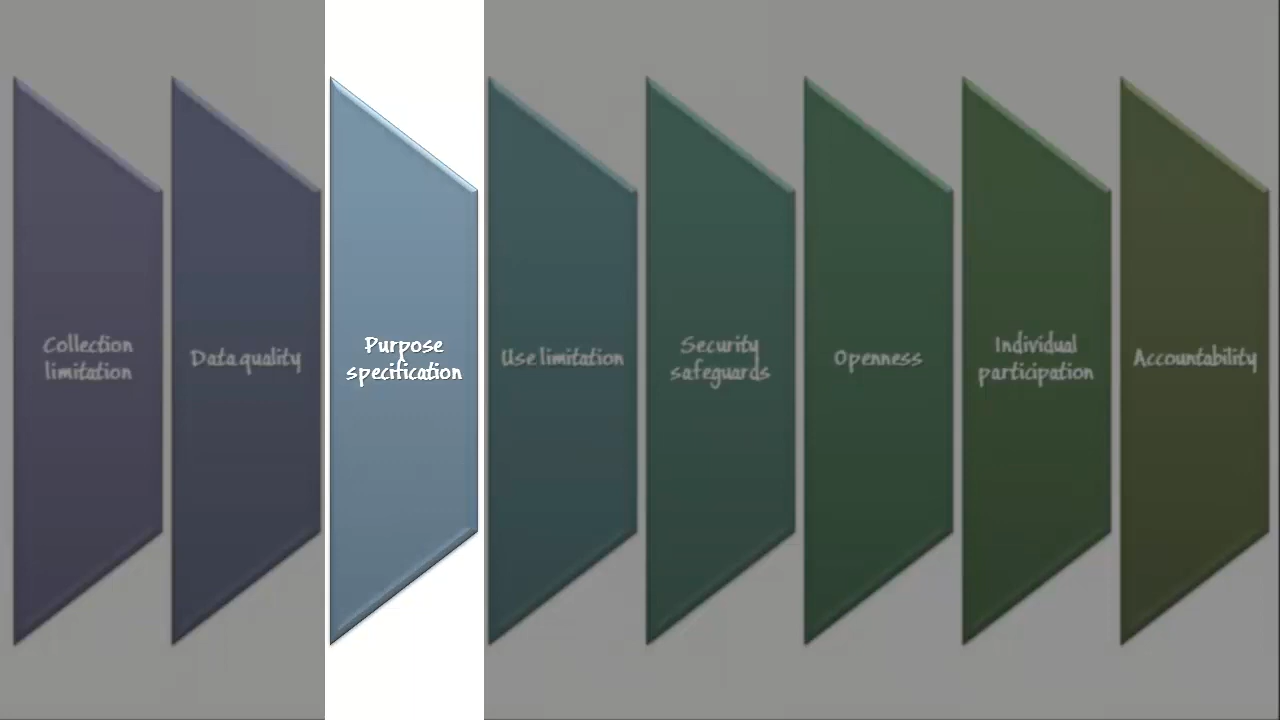 Collection
limitation
Data quality
Purpose
specification
Use limitation
Security
safeguards
Openness
Individual
participation
Accountability